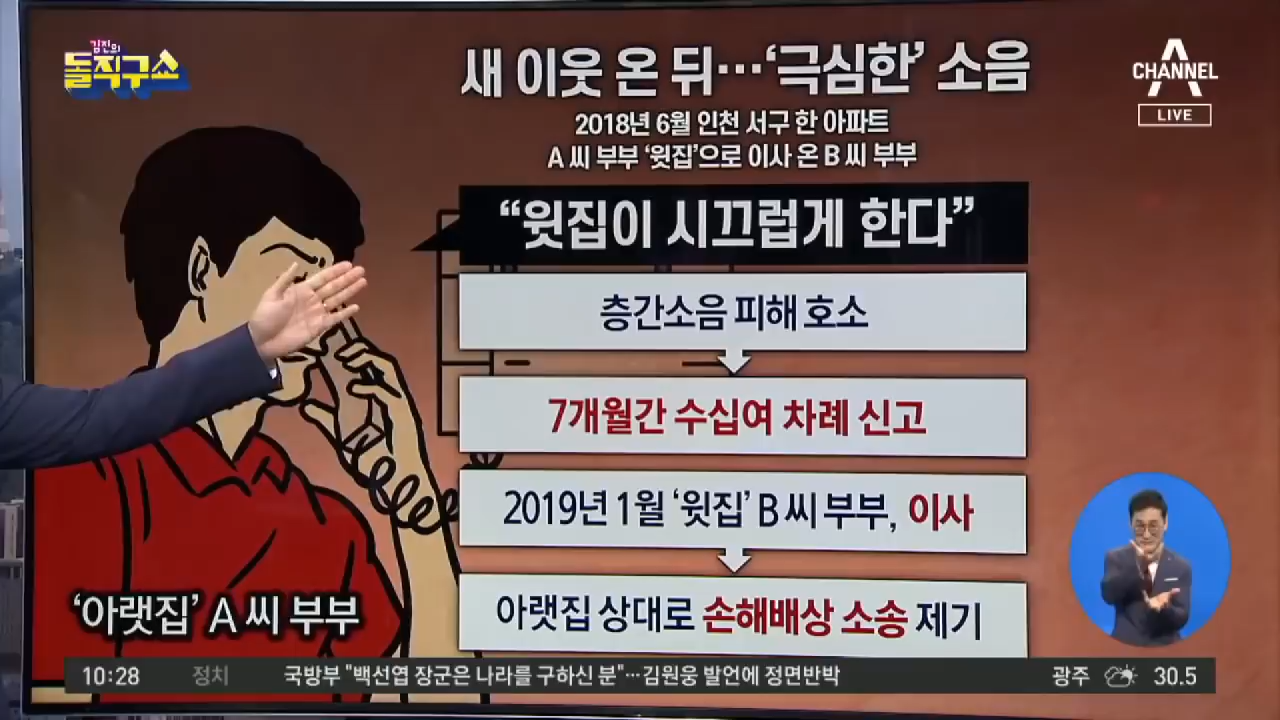 김진의
돌직구쇼
CHANNEL A
LIVE
새 이웃 온 뒤…‘극심한’ 소음
2018년 6월 인천 서구 한 아파트
A 씨 부부 ‘윗집’으로 이사 온 B 씨 부부
“윗집이 시끄럽게 한다”
층간소음 피해 호소
7개월간 수십여 차례 신고
2019년 1월 ‘윗집’ B 씨 부부, 이사
아랫집 상대로 손해배상 소송 제기
‘아랫집’ A 씨 부부
10:28 정치 국방부 "백선엽 장군은 나라를 구하신 분"…김원웅 발언에 정면반박 광주 30.5